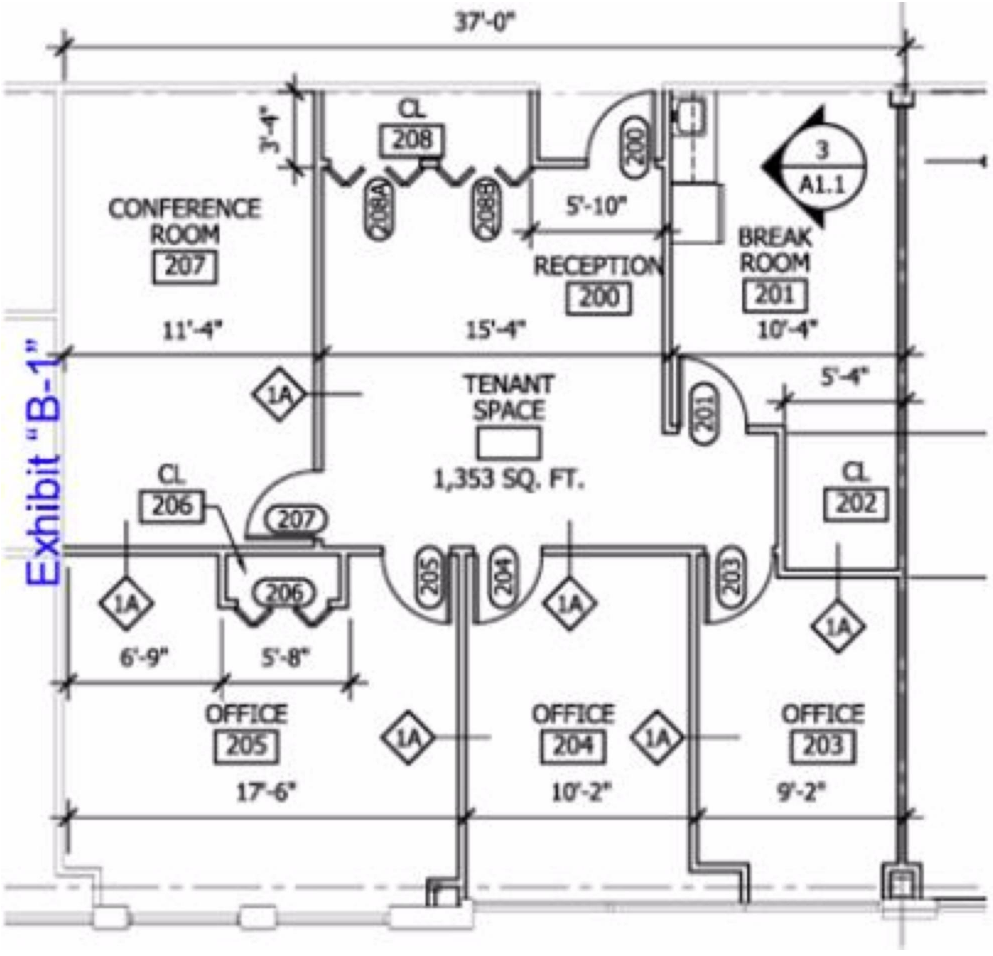 37'-0"
3'-4"
CL
208
200
3
A1.1
208A
208B
5'-10"
CONFERENCE
ROOM
207
RECEPTION
200
BREAK
ROOM
201
11'-4"
15'-4"
10'-4"
5'-4"
Exhibit "B-1"
1A
TENANT
SPACE
1,353 SQ. FT.
201
CL
206
CL
202
207
206
205
204
203
1A
1A
1A
6'-9"
5'-8"
OFFICE
205
1A
OFFICE
204
1A
OFFICE
203
17'-6"
10'-2"
9'-2"